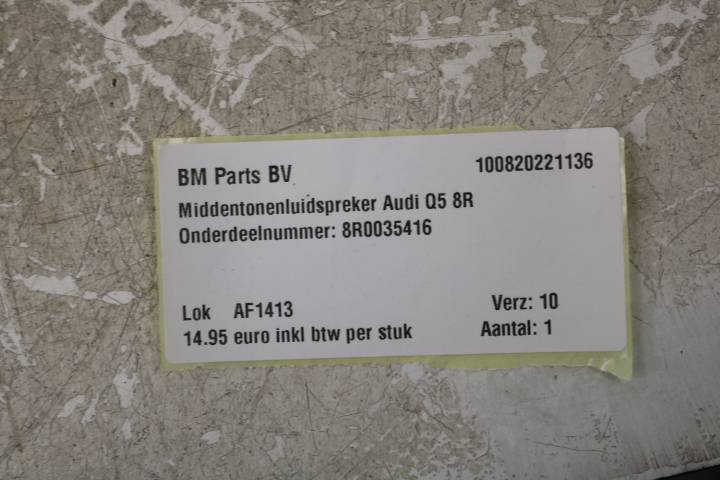 BM Parts BV 100820221136
Middentonenluidspreker Audi Q5 8R
Onderdeelnummer: 8R0035416
Lok AF1413 Verz: 10
14.95 euro inkl btw per stuk Aantal: 1